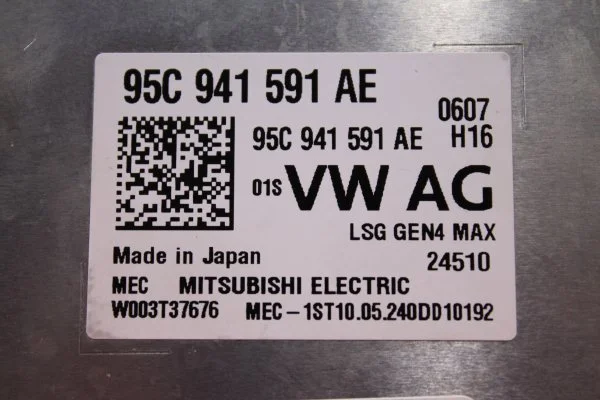 95C 941 591 AE
0607
95C 941 591 AE H16
01S VW AG
LSG GEN4 MAX
Made in Japan 24510
MEC MITSUBISHI ELECTRIC
W003T37676 MEC-1ST10.05.240DD10192